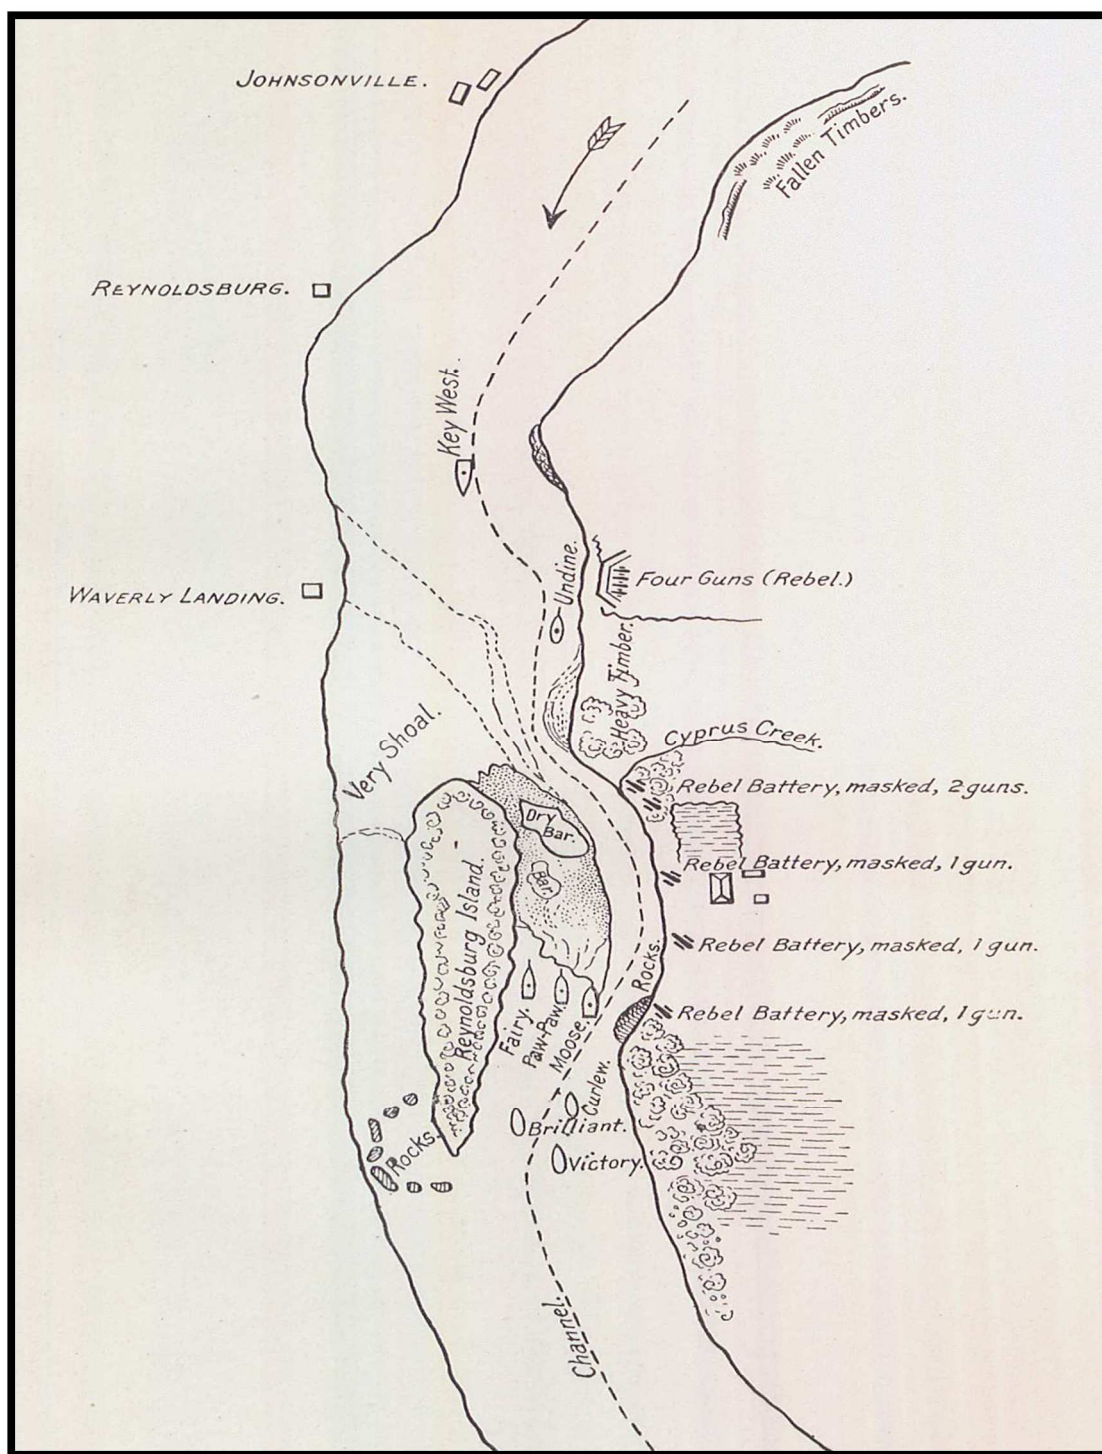 JOHNSONVILLE.
Fallen Timbers.
REYNOLDSBURG.
Key West.
Undine.
FOUR GUNS (REBEL.)
WAVERLY LANDING.
Heavy Timber.
Cyprus Creek.
Very Shoal.
Rebel Battery, masked, 2 guns.
Dry
Bar.
Rebel Battery, masked, 1 gun.
Bar.
Reynoldsburg Island.
Rebel Battery, masked, 1 gun.
Rocks.
Rebel Battery, masked, 1 gun.
Fairy.
Paw-Paw.
Moose.
Curlew.
Brilliant.
Victory.
Rocks.
Channel.